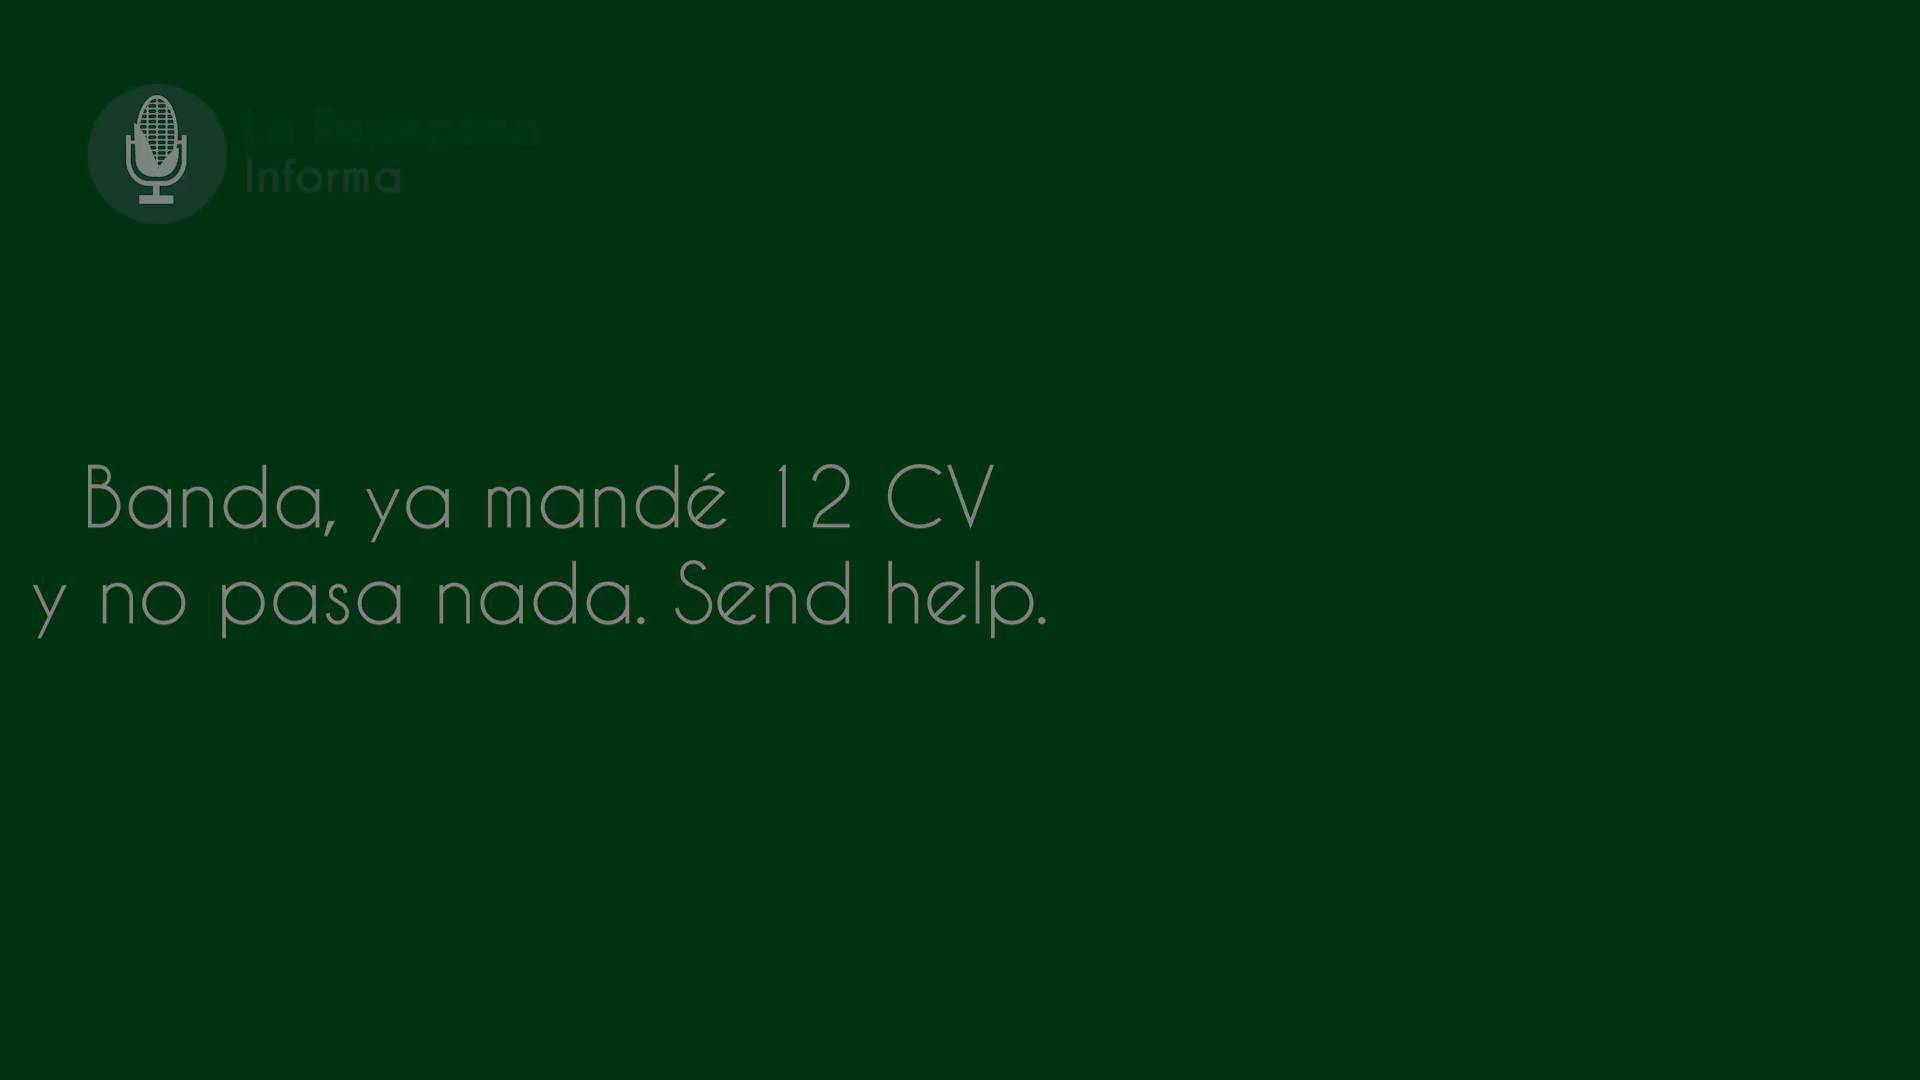 La Repepena
Informa
Banda, ya mandé 12 CV
y no pasa nada. Send help.